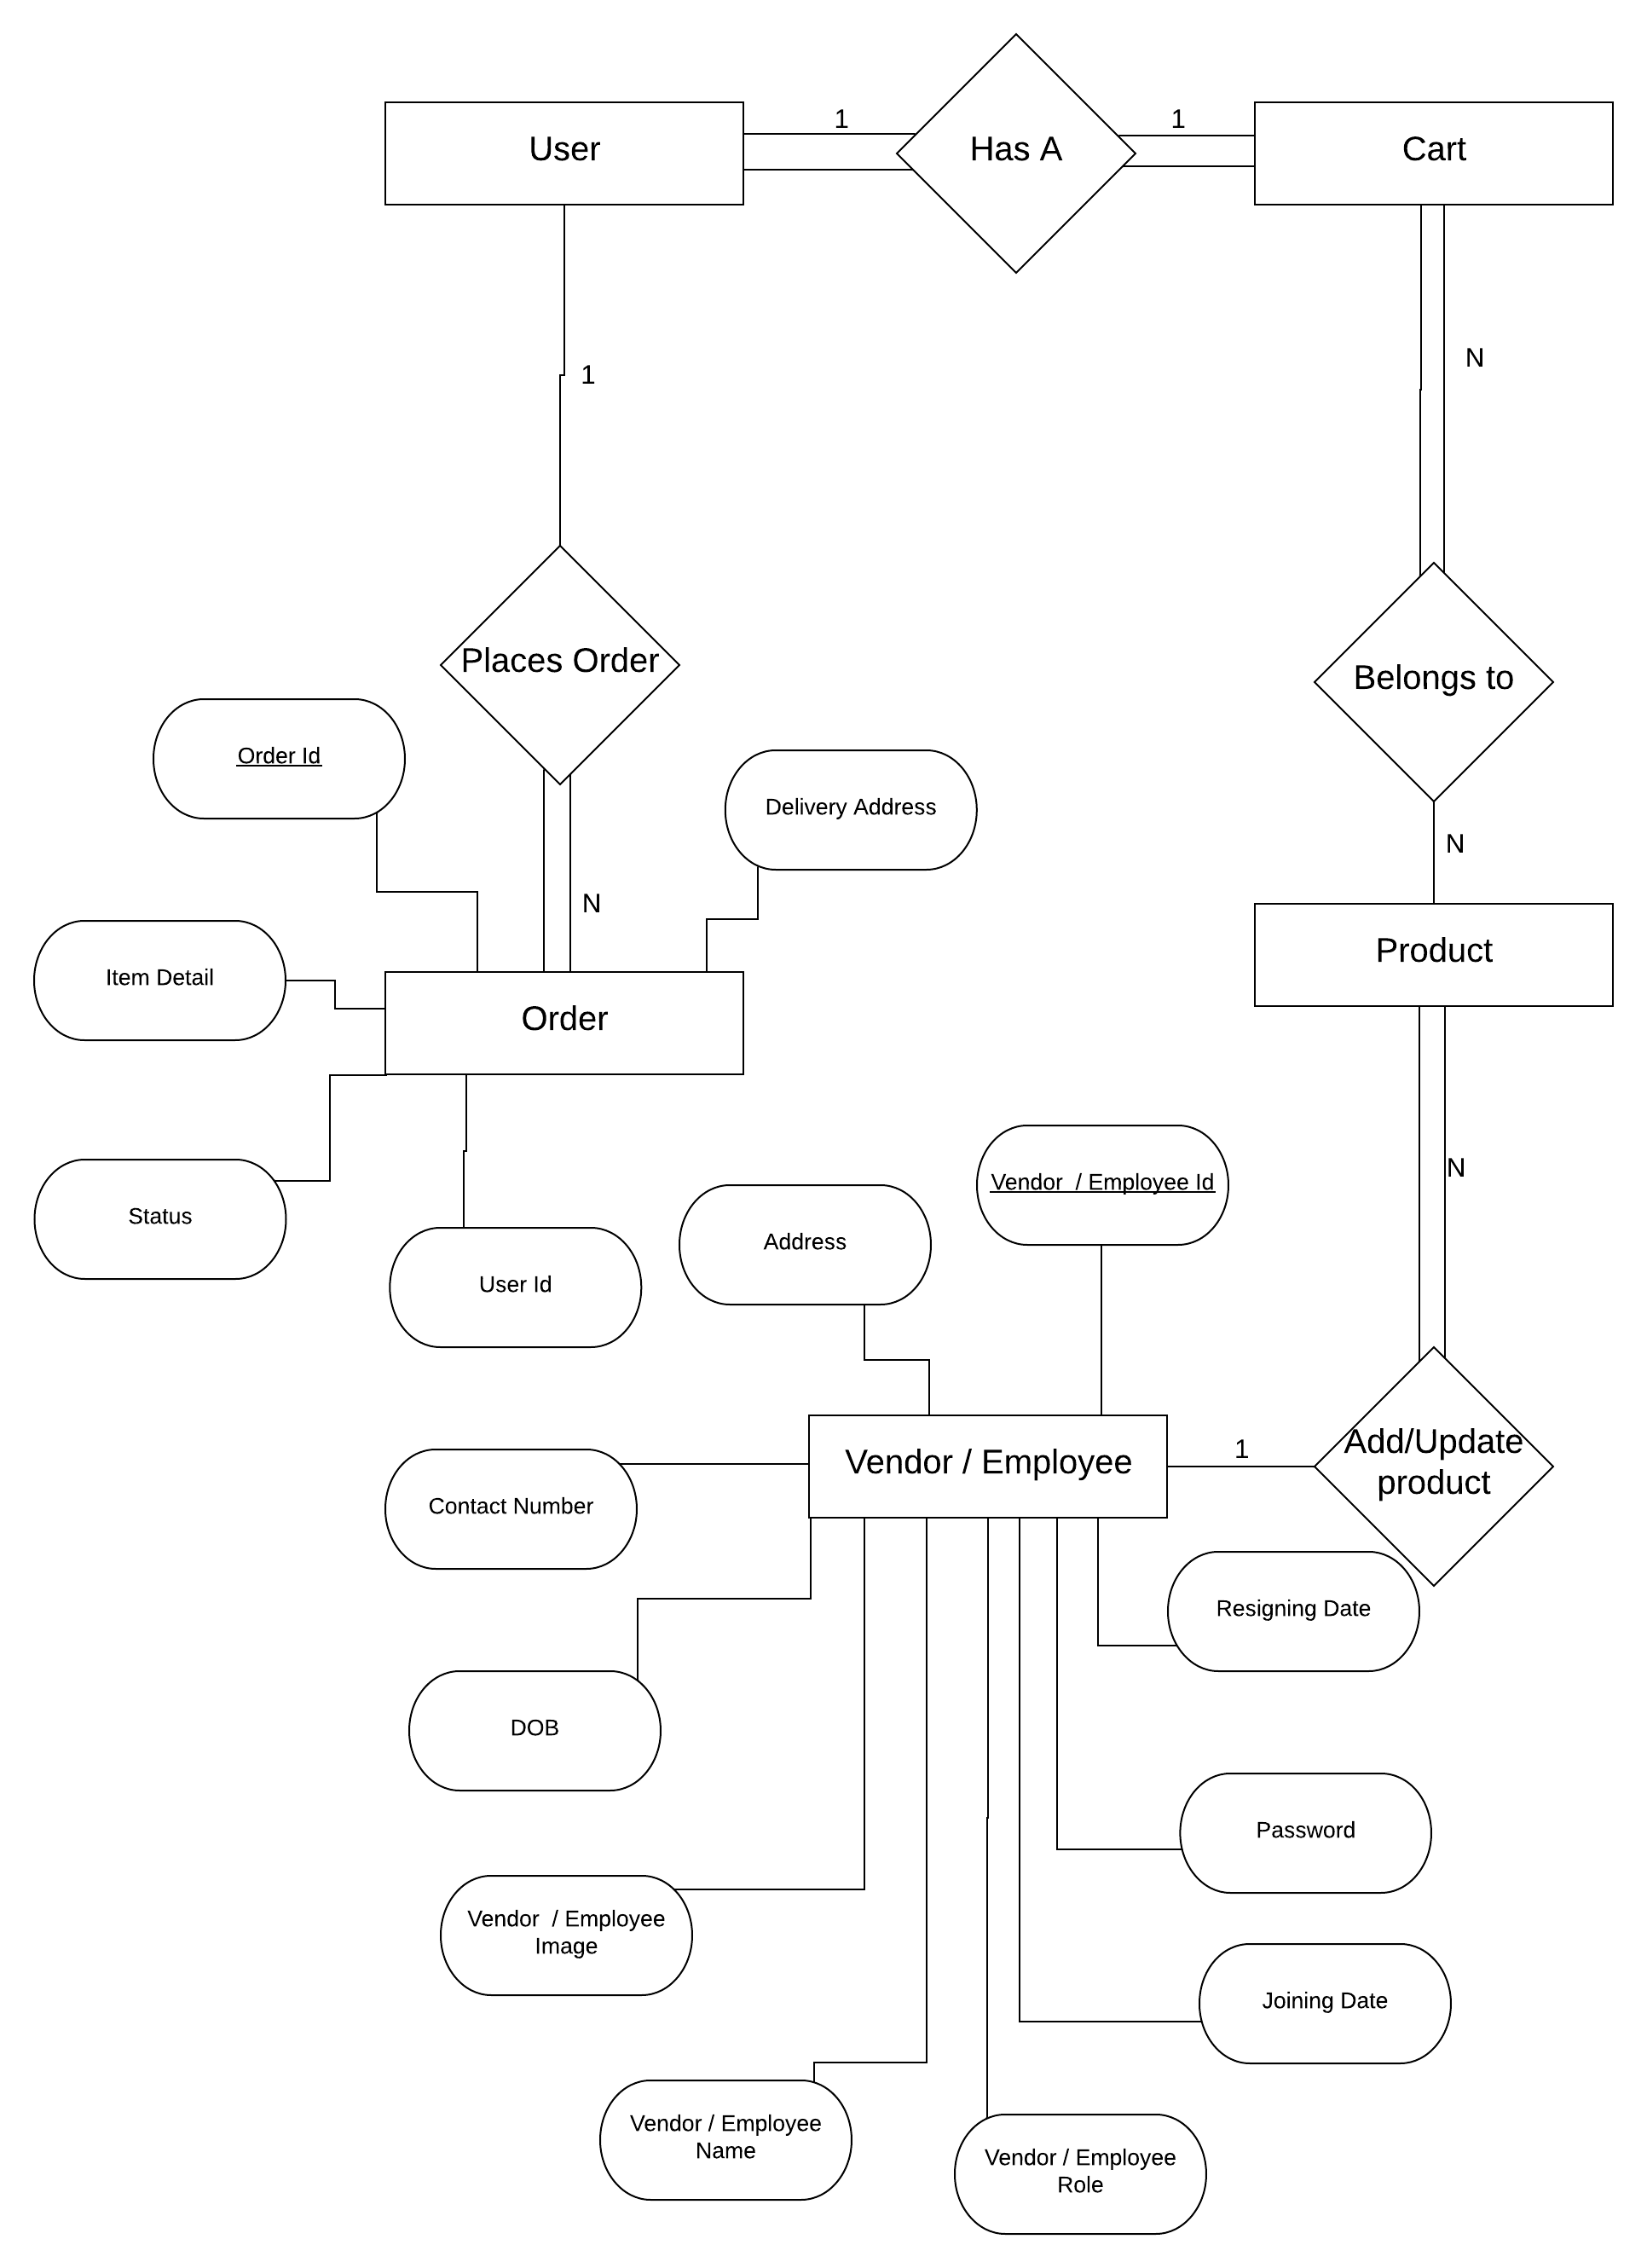 User
1
Has A
1
Cart
1
N
Places Order
Belongs to
Order Id
Delivery Address
N
N
Item Detail
Product
Order
Status
User Id
Address
Vendor  / Employee Id
N
Contact Number
Vendor / Employee
1
Add/Update
product
Resigning Date
DOB
Password
Vendor  / Employee
Image
Joining Date
Vendor / Employee
Name
Vendor / Employee
Role